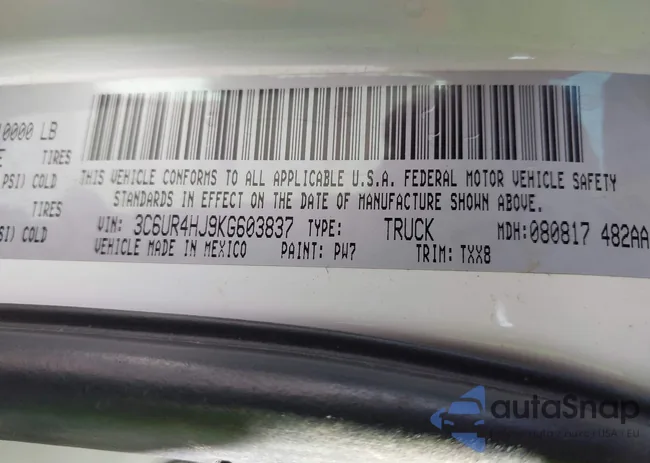 10000 LB
TIRES
PSI) COLD
TIRES
SI) COLD
THIS VEHICLE CONFORMS TO ALL APPLICABLE U.S.A. FEDERAL MOTOR VEHICLE SAFETY
STANDARDS IN EFFECT ON THE DATE OF MANUFACTURE SHOWN ABOVE.
VIN: 3C6UR4HJ9KG603837 TYPE: TRUCK MDH: 080817 482AA
VEHICLE MADE IN MEXICO PAINT: PW7 TRIM: TXX8
autoSnap